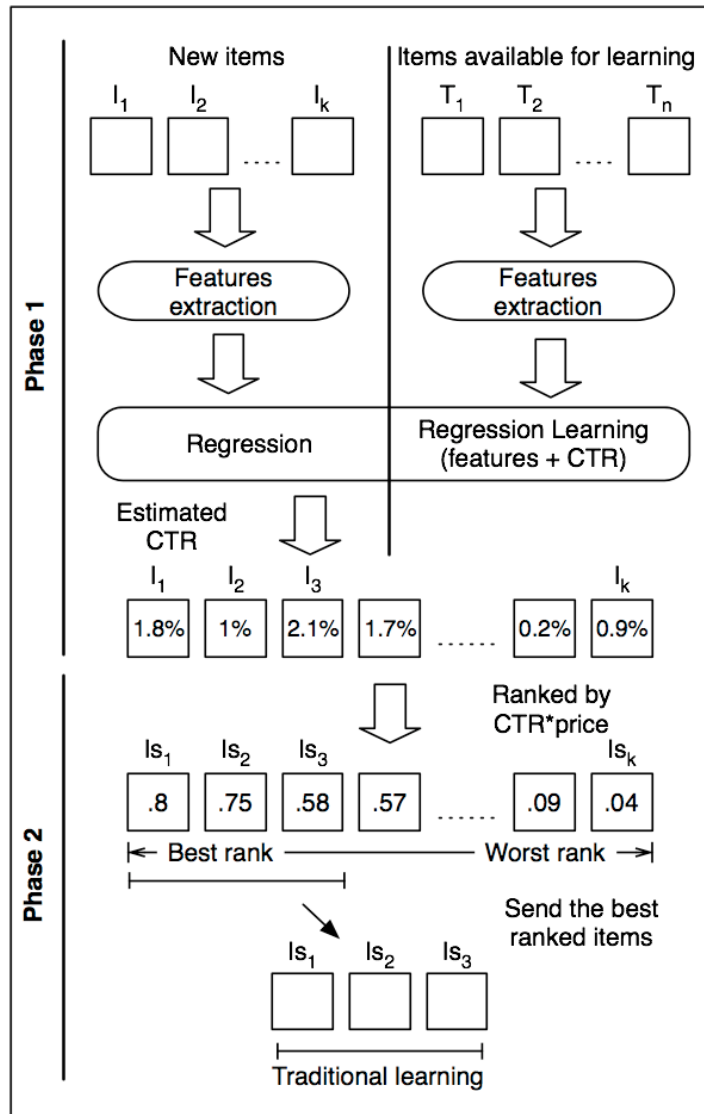 New items
Items available for learning
I1 I2 Ik
T1 T2 Tn
..... .....
Features
extraction
Features
extraction
Phase 1
Regression
Regression Learning
(features + CTR)
Estimated
CTR
I1 I2 I3 Ik
1.8% 1% 2.1% 1.7% ...... 0.2% 0.9%
Ranked by
CTR*price
Phase 2
Is1 Is2 Is3 Isk
.8 .75 .58 .57 ...... .09 .04
Best rank Worst rank
Send the best
ranked items
Is1 Is2 Is3
Traditional learning